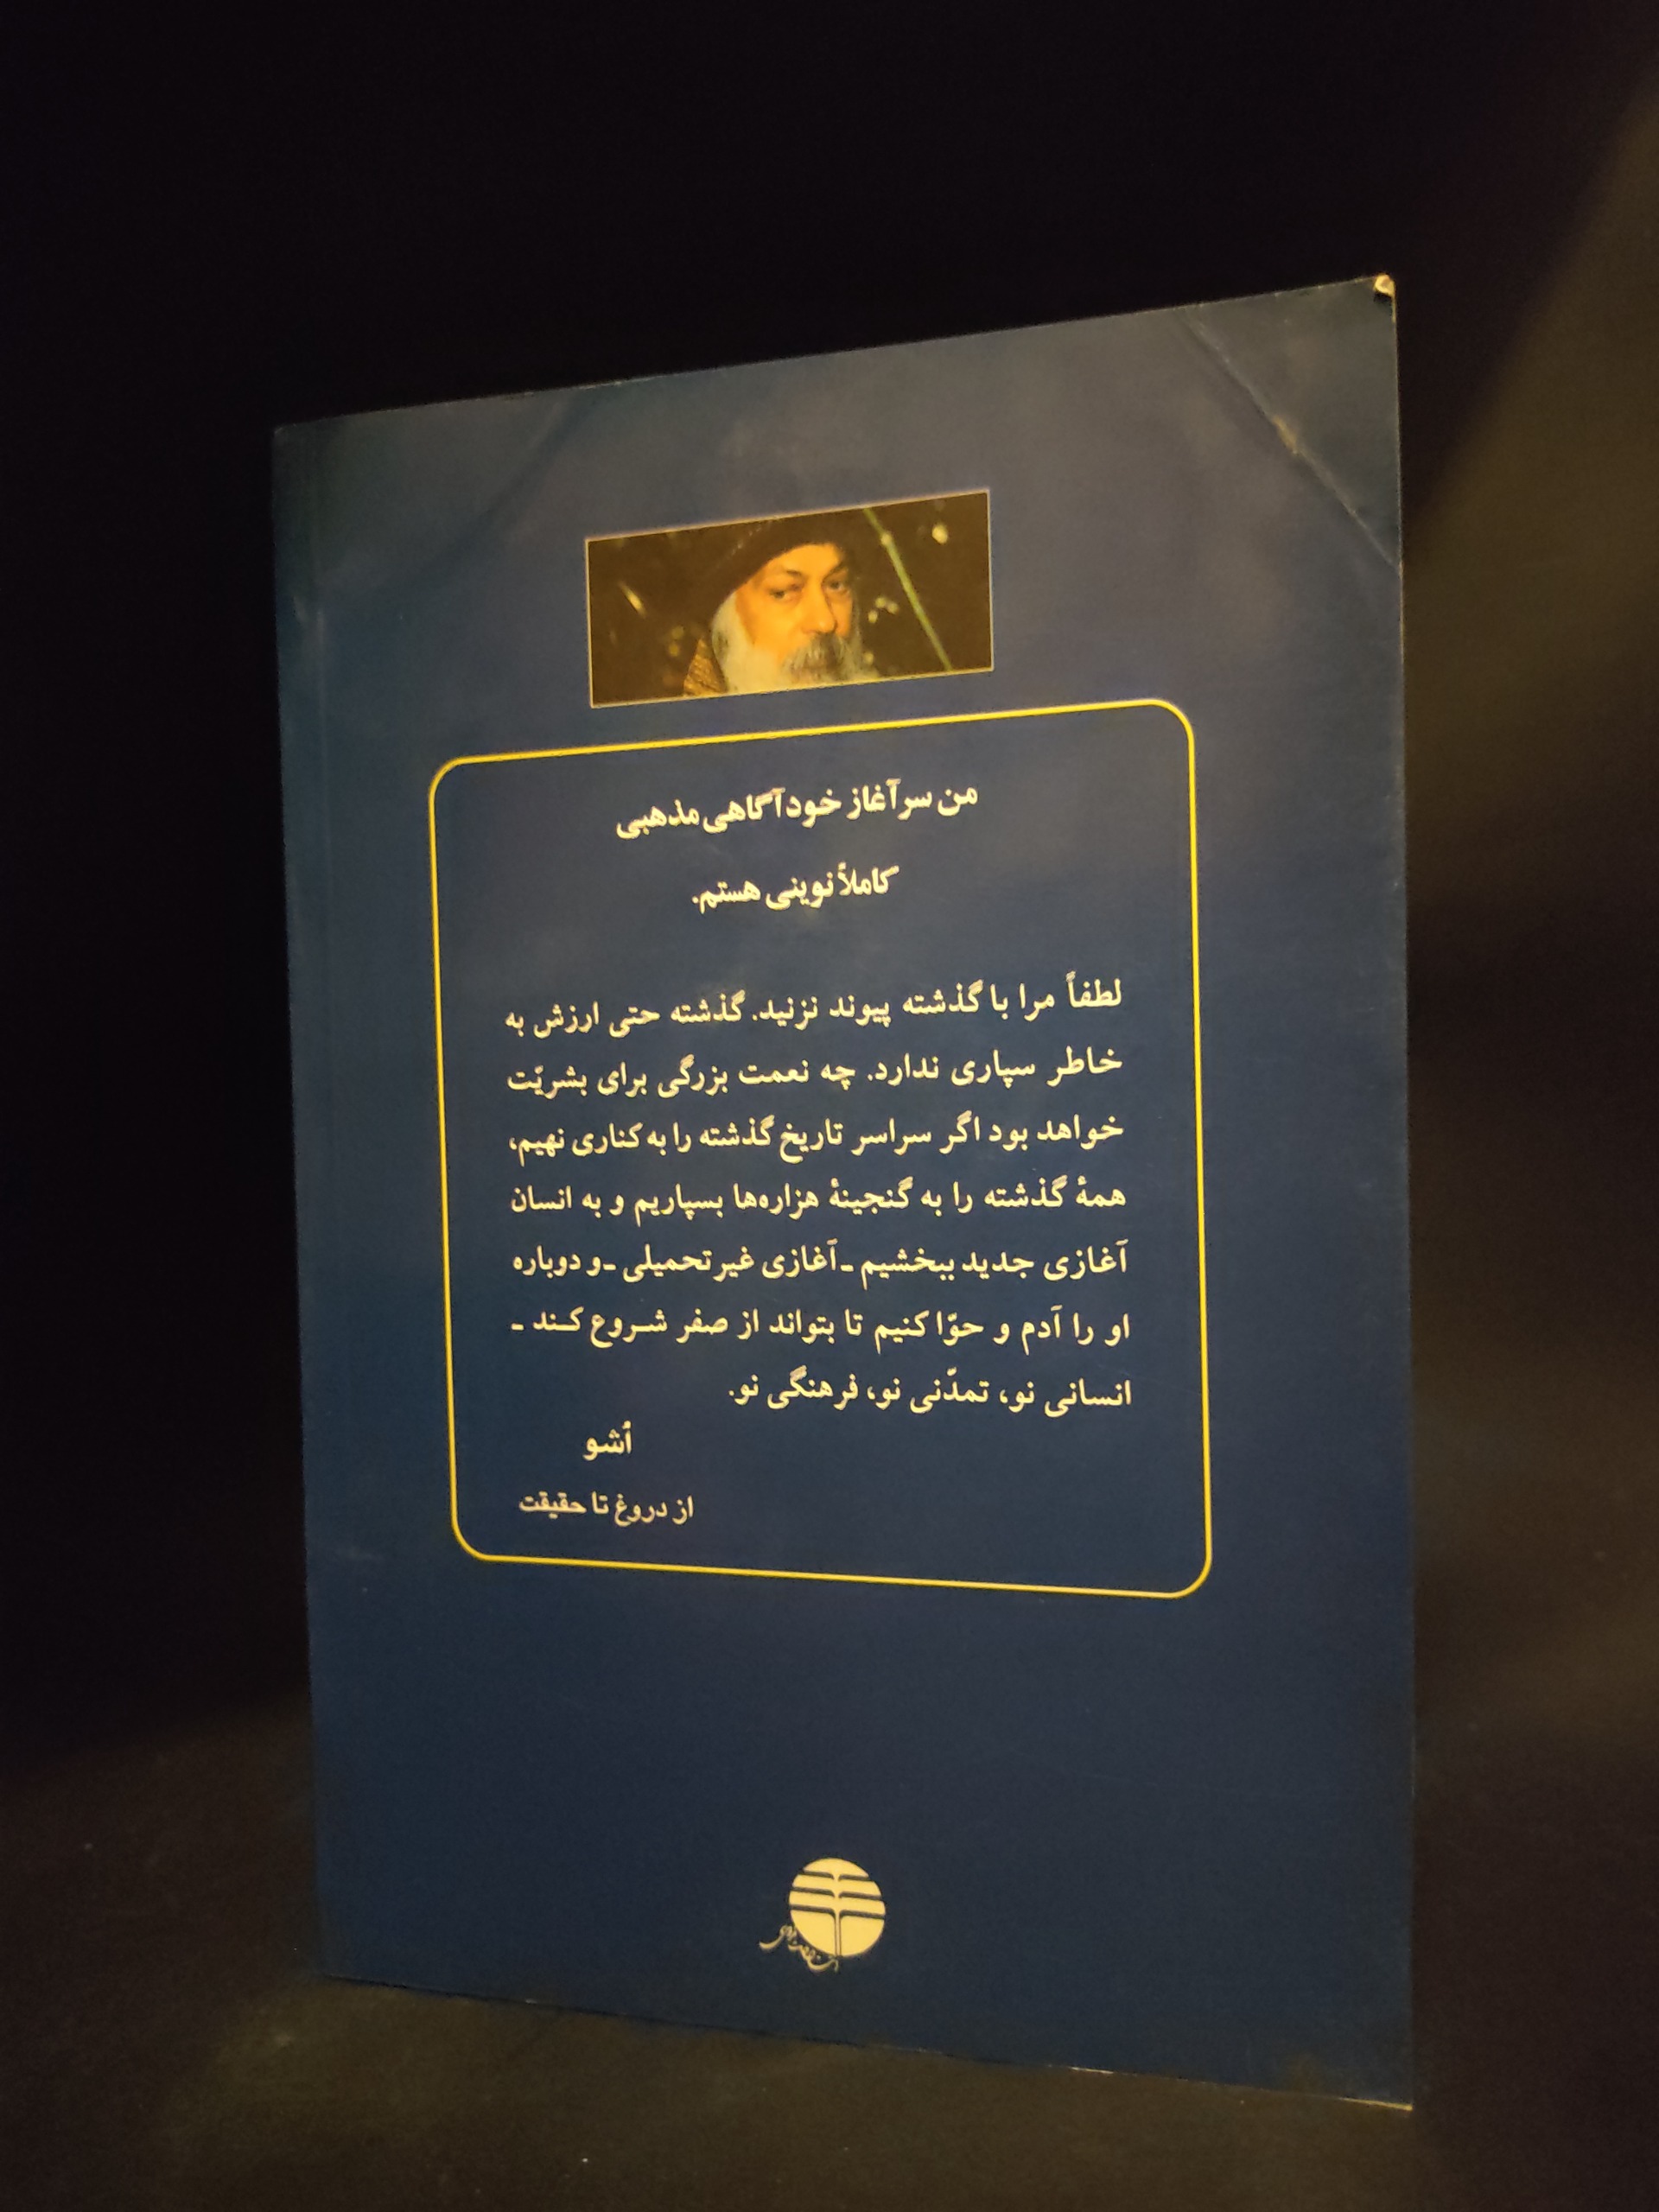 من سرآغاز خودآگاهی مذهبی
کاملاً نوینی هستم.
لطفاً مرا با گذشته پیوند نزنید. گذشته حتی ارزش به
خاطر سپاری ندارد. چه نعمت بزرگی برای بشریّت
خواهد بود اگر سراسر تاریخ گذشته را به کناری نهیم،
همهٔ گذشته را به گنجینهٔ هزاره‌ها بسپاریم و به انسان
آغازی جدید ببخشیم ـ آغازی غیرتحمیلی ـ و دوباره
او را آدم و حوّا کنیم تا بتواند از صفر شروع کند ـ
انسانی نو، تمدّنی نو، فرهنگی نو.
اُشو
از دروغ تا حقیقت